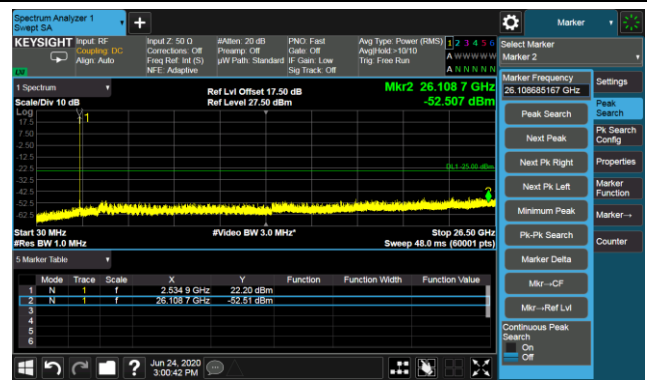 Spectrum Analyzer 1
Swept SA
Marker
KEYSIGHT
Input: RF
Coupling: DC
Align: Auto
Input Z: 50 Ω
Corrections: Off
Freq Ref: Int (S)
NFE: Adaptive
#Atten: 20 dB
Preamp: Off
µW Path: Standard
PNO: Fast
Gate: Off
IF Gain: Low
Sig Track: Off
Avg Type: Power (RMS)
Avg|Hold:>10/10
Trig: Free Run
1 2 3 4 5 6
A W W W W W
A N N N N N
Select Marker
Marker 2
1 Spectrum
Scale/Div 10 dB
Ref Lvl Offset 17.50 dB
Ref Level 27.50 dBm
Mkr2 26.108 7 GHz
-52.507 dBm
Log
17.5
7.50
-2.50
-12.5
-22.5
-32.5
-42.5
-52.5
-62.5
1
DL1 -25.00 dBm
2
Start 30 MHz
#Video BW 3.0 MHz*
Stop 26.50 GHz
#Res BW 1.0 MHz
Sweep 48.0 ms (60001 pts)
5 Marker Table
Mode Trace Scale X Y Function Function Width Function Value
1 N 1 f 2.534 9 GHz 22.20 dBm
2 N 1 f 26.108 7 GHz -52.51 dBm
3
4
5
6
Marker Frequency
26.108685167 GHz
Peak Search
Next Peak
Next Pk Right
Next Pk Left
Minimum Peak
Pk-Pk Search
Marker Delta
Mkr→CF
Mkr→Ref Lvl
Continuous Peak
Search
On
Off
Settings
Peak
Search
Pk Search
Config
Properties
Marker
Function
Marker→
Counter
Jun 24, 2020
3:00:42 PM